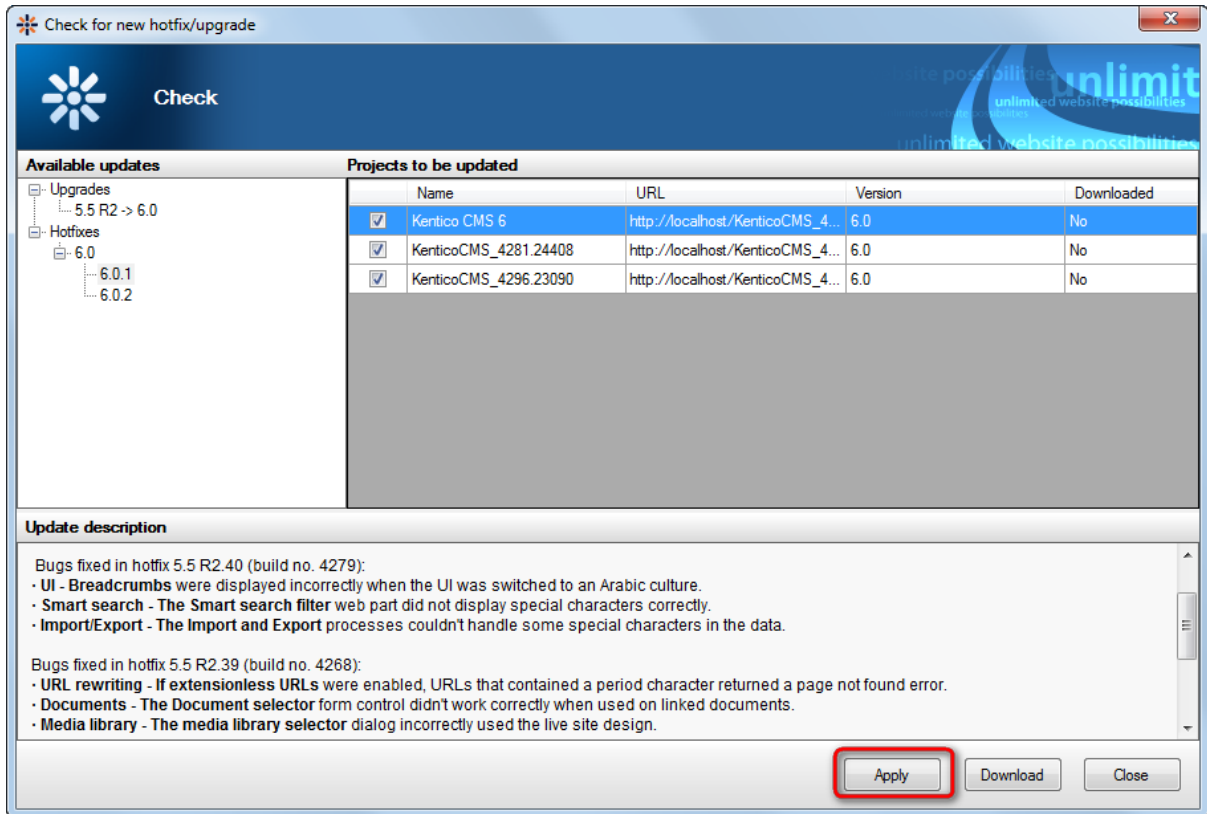 Check for new hotfix/upgrade
Check
unlimit
unlimited website possibilities
unlimited website possibilities
Available updates
Projects to be updated
Upgrades
5.5 R2 -> 6.0
Hotfixes
6.0
6.0.1
6.0.2
Name URL Version Downloaded
Kentico CMS 6 http://localhost/KenticoCMS_4... 6.0 No
KenticoCMS_4281.24408 http://localhost/KenticoCMS_4... 6.0 No
KenticoCMS_4296.23090 http://localhost/KenticoCMS_4... 6.0 No
Update description
Bugs fixed in hotfix 5.5 R2.40 (build no. 4279):
· UI - Breadcrumbs were displayed incorrectly when the UI was switched to an Arabic culture.
· Smart search - The Smart search filter web part did not display special characters correctly.
· Import/Export - The Import and Export processes couldn't handle some special characters in the data.
Bugs fixed in hotfix 5.5 R2.39 (build no. 4268):
· URL rewriting - If extensionless URLs were enabled, URLs that contained a period character returned a page not found error.
· Documents - The Document selector form control didn't work correctly when used on linked documents.
· Media library - The media library selector dialog incorrectly used the live site design.
Apply Download Close